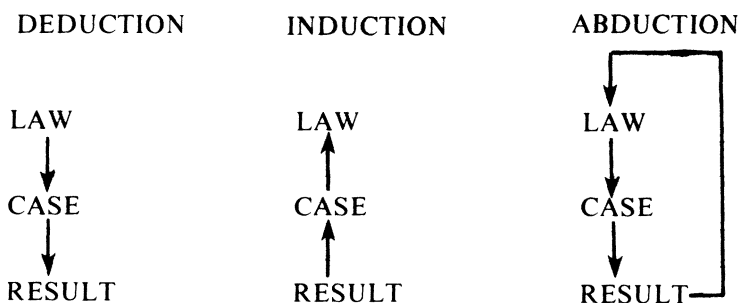 DEDUCTION INDUCTION ABDUCTION
LAW LAW LAW
CASE CASE CASE
RESULT RESULT RESULT